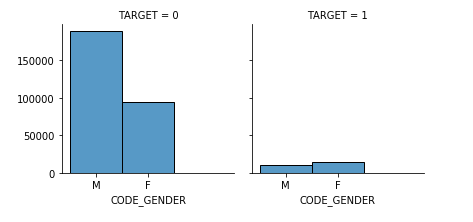 TARGET = 0
TARGET = 1
150000
100000
50000
0
M
F
M
F
CODE_GENDER
CODE_GENDER